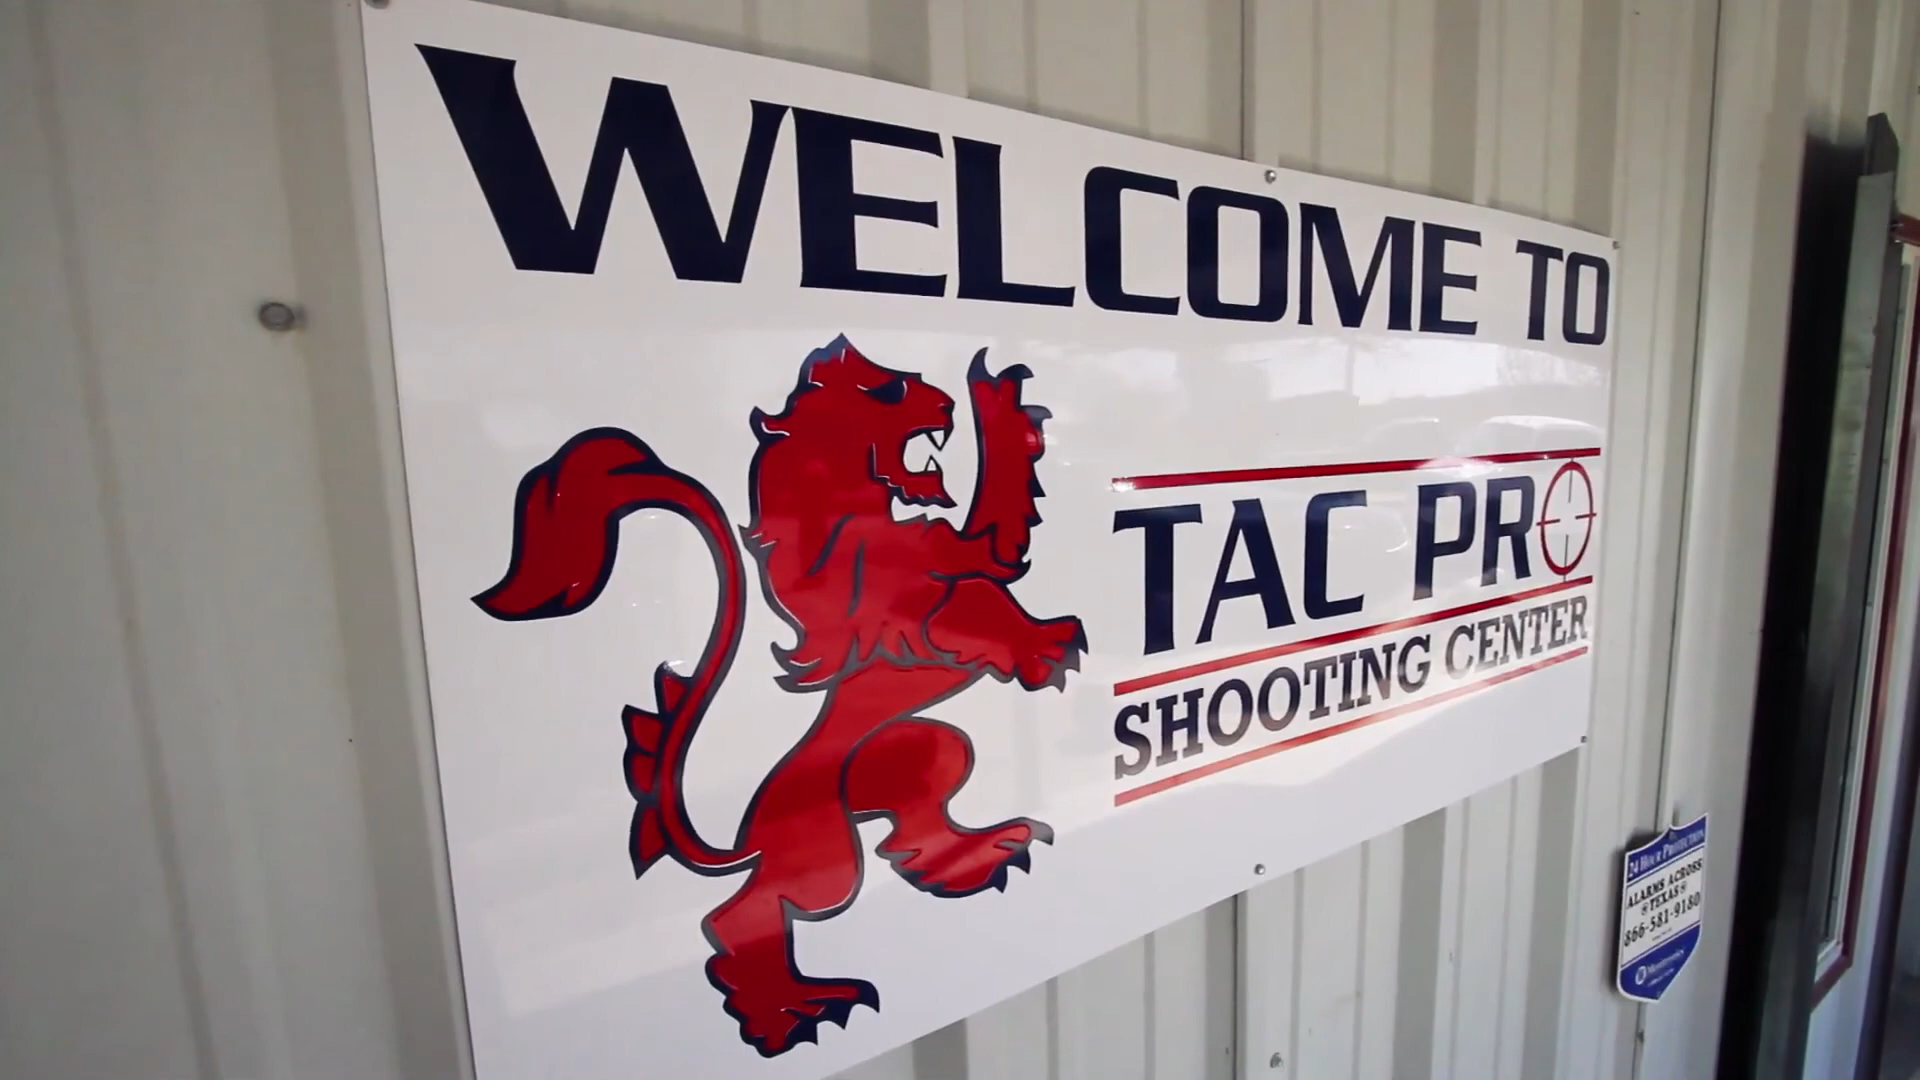 WELCOME TO
TAC PRO
SHOOTING CENTER
24 HOUR PROTECTION
ALARMS ACROSS
TEXAS
866-581-9180